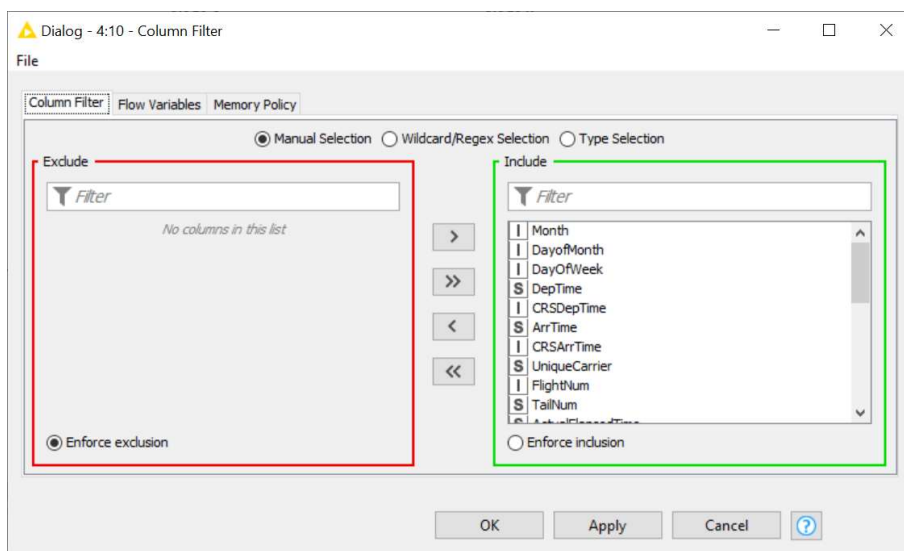 Dialog - 4:10 - Column Filter
File
Column Filter
Flow Variables
Memory Policy
Manual Selection
Wildcard/Regex Selection
Type Selection
Exclude
Filter
No columns in this list
Enforce exclusion
>
>>
<
<<
Include
Filter
I Month
I DayofMonth
I DayOfWeek
S DepTime
I CRSDepTime
S ArrTime
I CRSArrTime
S UniqueCarrier
I FlightNum
S TailNum
S ActualElapsedTime
Enforce inclusion
OK
Apply
Cancel
?